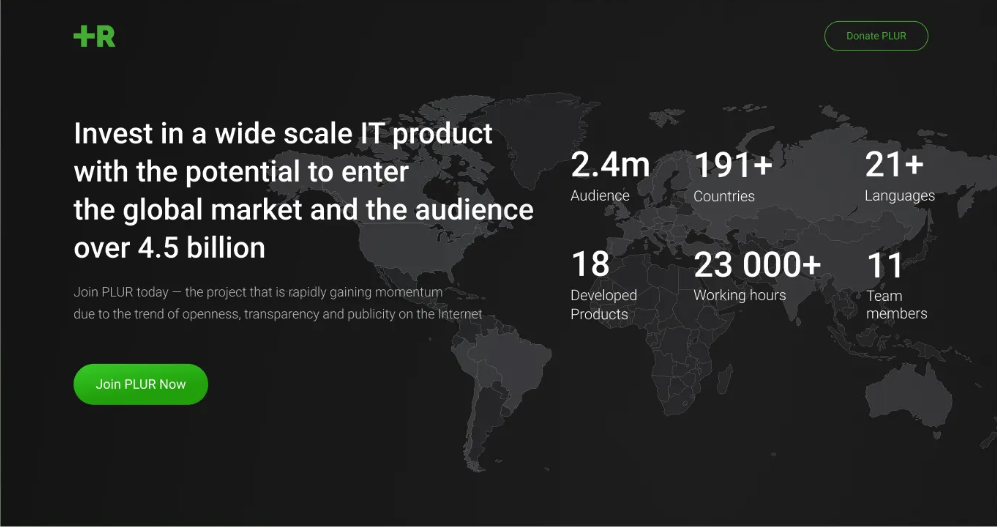 +R
Donate PLUR
Invest in a wide scale IT product
with the potential to enter
the global market and the audience
over 4.5 billion
Join PLUR today — the project that is rapidly gaining momentum
due to the trend of openness, transparency and publicity on the Internet
Join PLUR Now
2.4m
Audience
191+
Countries
21+
Languages
18
Developed
Products
23 000+
Working hours
11
Team
members